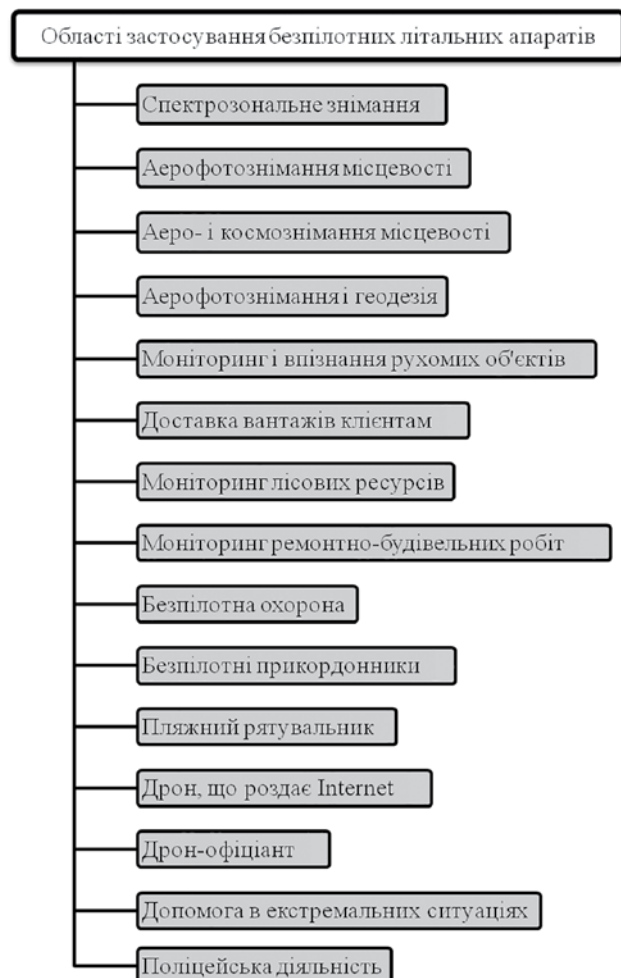 Області застосування безпілотних літальних апаратів
Спектрозональне знімання
Аерофотознімання місцевості
Аеро- і космознімання місцевості
Аерофотознімання і геодезія
Моніторинг і впізнання рухомих об'єктів
Доставка вантажів клієнтам
Моніторинг лісових ресурсів
Моніторинг ремонтно-будівельних робіт
Безпілотна охорона
Безпілотні прикордонники
Пляжний рятувальник
Дрон, що роздає Internet
Дрон-офіціант
Допомога в екстремальних ситуаціях
Поліцейська діяльність